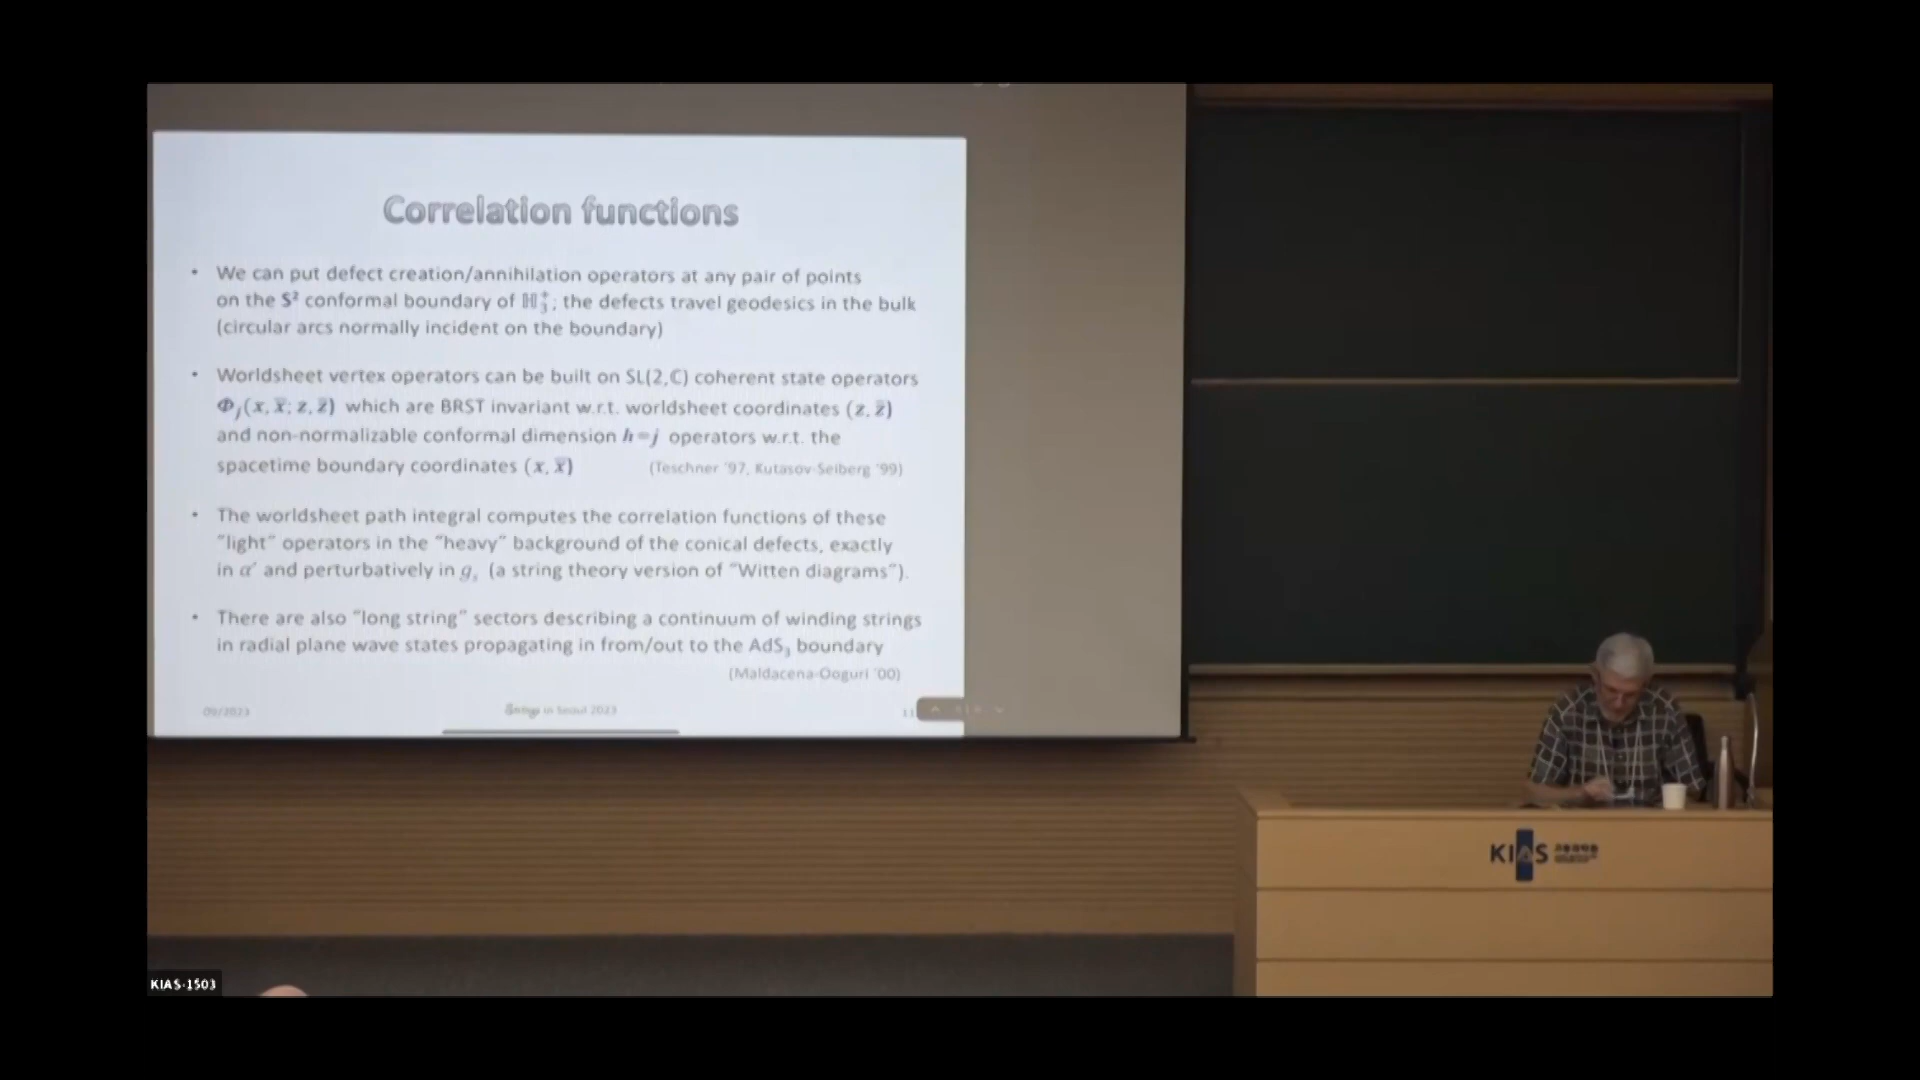 Correlation functions
• We can put defect creation/annihilation operators at any pair of points
on the S² conformal boundary of ℍ₃⁺; the defects travel geodesics in the bulk
(circular arcs normally incident on the boundary)
• Worldsheet vertex operators can be built on SL(2,ℂ) coherent state operators
Φⱼ(x, x̄; z, z̄) which are BRST invariant w.r.t. worldsheet coordinates (z, z̄)
and non-normalizable conformal dimension h=j operators w.r.t. the
spacetime boundary coordinates (x, x̄) (Teschner '97, Kutasov-Seiberg '99)
• The worldsheet path integral computes the correlation functions of these
"light" operators in the "heavy" background of the conical defects, exactly
in α' and perturbatively in gₛ (a string theory version of "Witten diagrams").
• There are also "long string" sectors describing a continuum of winding strings
in radial plane wave states propagating in from/out to the AdS₃ boundary
(Maldacena-Ooguri '00)
09/2023
Strings in Seoul 2023
11
KIAS
KIAS-1503